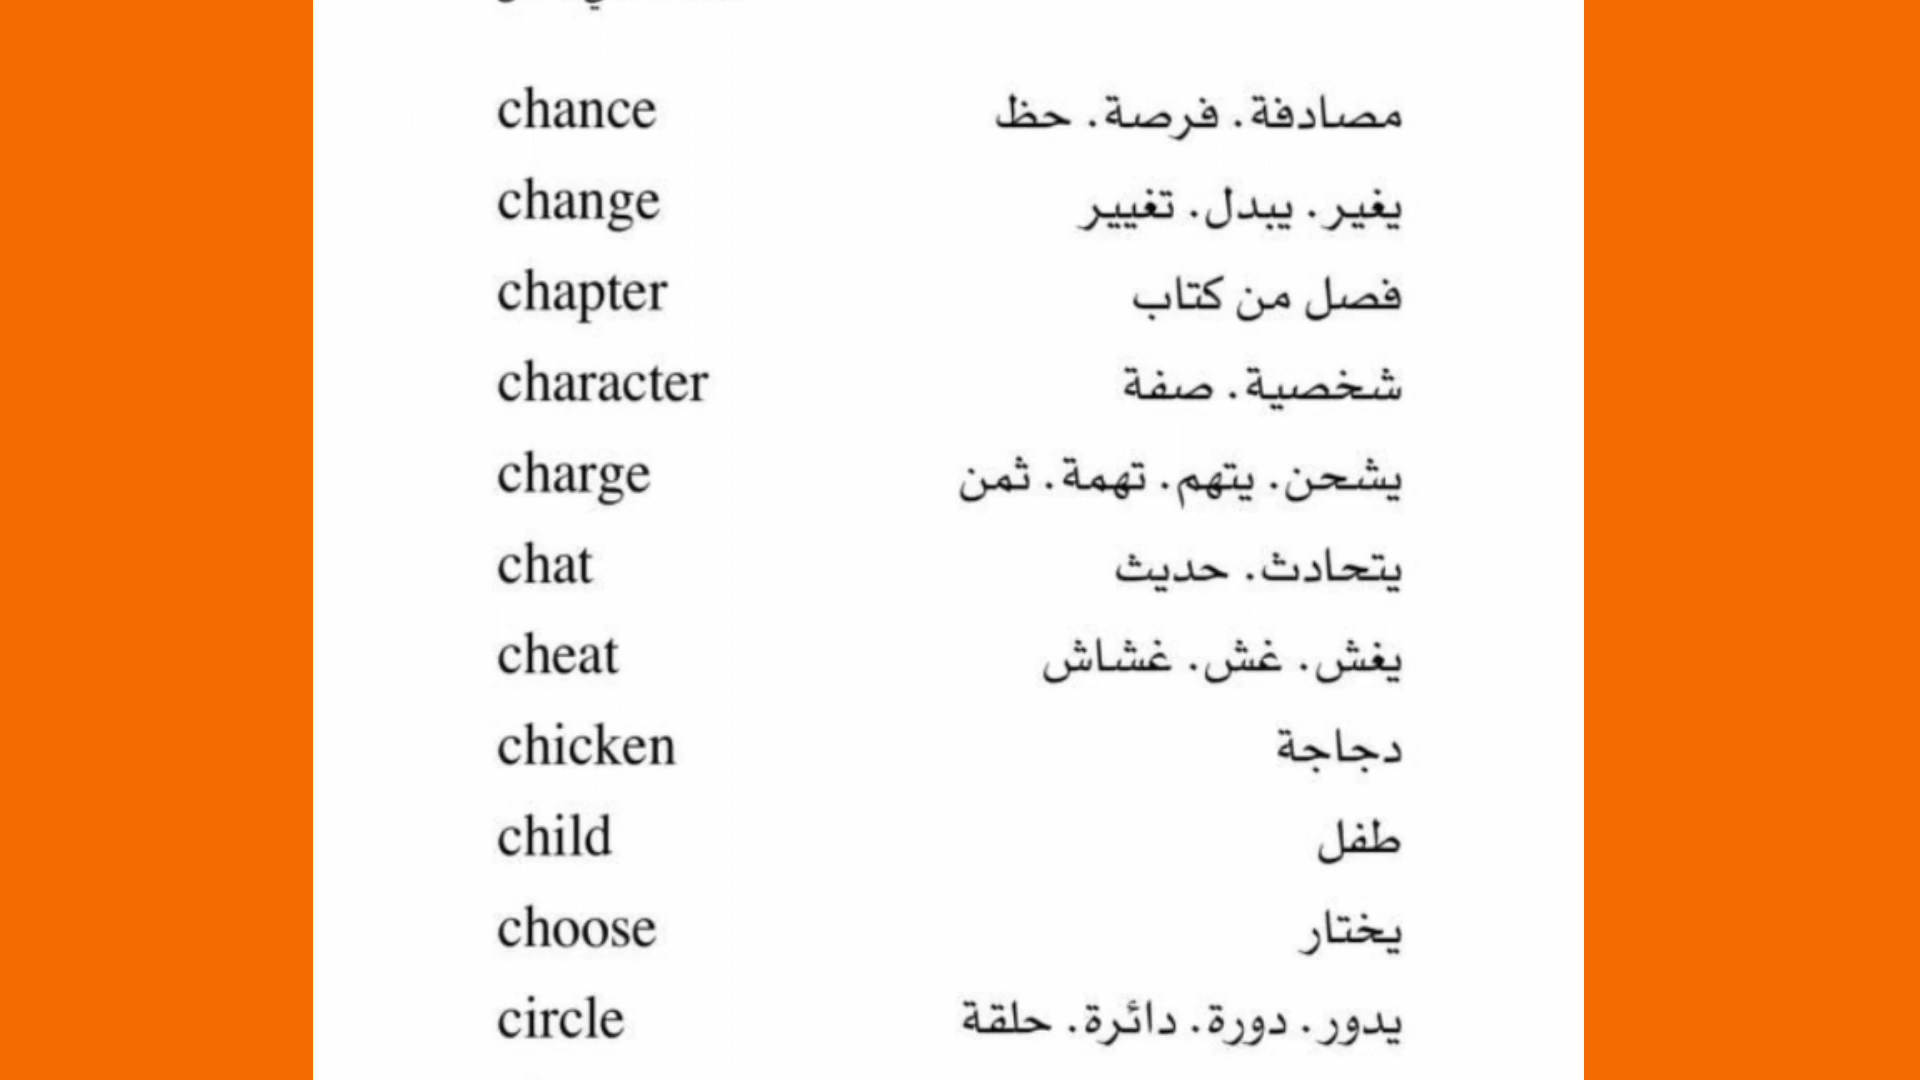 chance مصادفة. فرصة. حظ
change يغير. يبدل. تغيير
chapter فصل من كتاب
character شخصية. صفة
charge يشحن. يتهم. تهمة. ثمن
chat يتحادث. حديث
cheat يغش. غش. غشاش
chicken دجاجة
child طفل
choose يختار
circle يدور. دورة. دائرة. حلقة